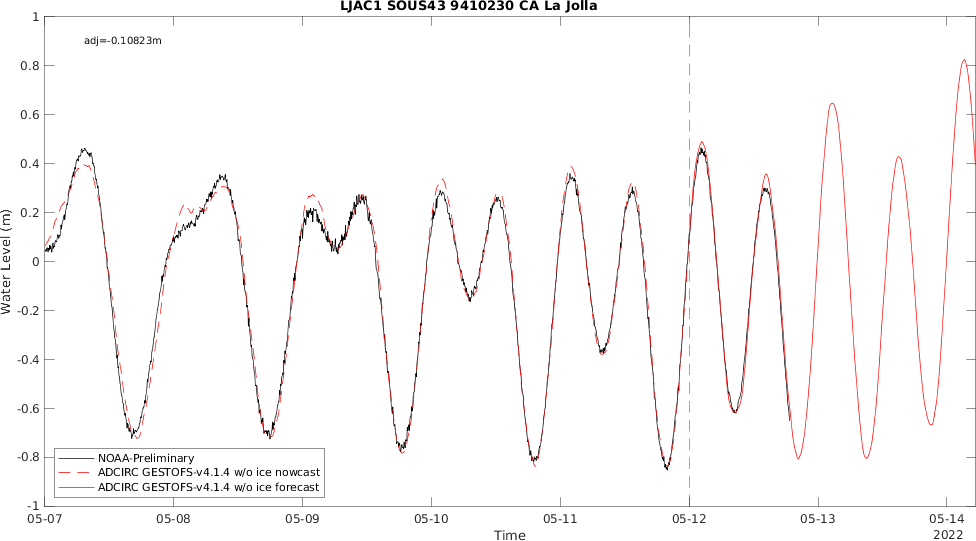 LJAC1 SOUS43 9410230 CA La Jolla
adj=-0.10823m
Water Level (m)
1
0.8
0.6
0.4
0.2
0
-0.2
-0.4
-0.6
-0.8
-1
NOAA-Preliminary
ADCIRC GESTOFS-v4.1.4 w/o ice nowcast
ADCIRC GESTOFS-v4.1.4 w/o ice forecast
05-07 05-08 05-09 05-10 05-11 05-12 05-13 05-14
Time
2022